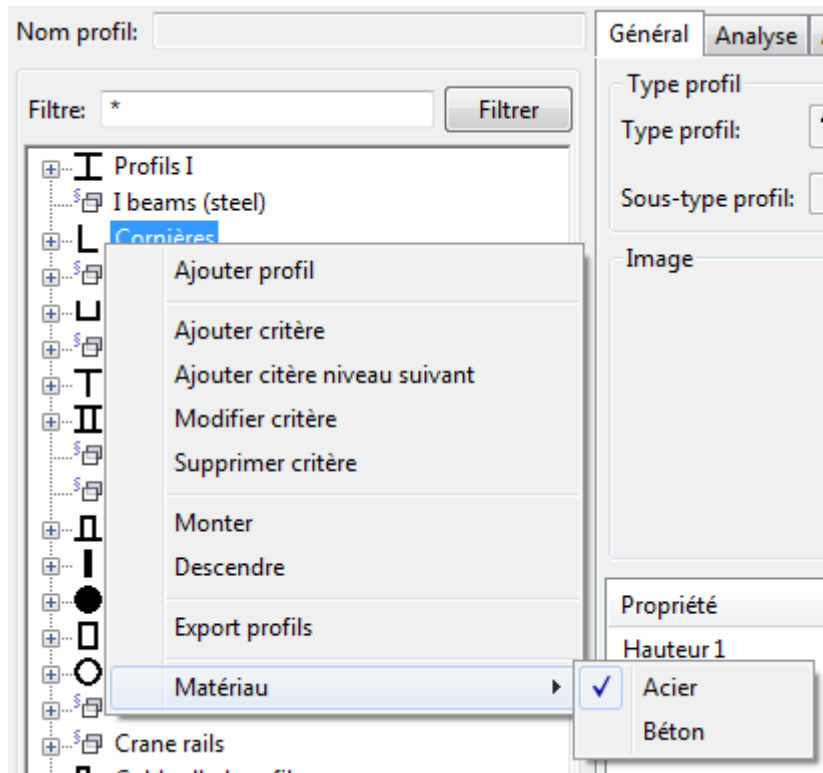 Nom profil:
Général
Analyse
Filtre:
*
Filtrer
Type profil
Type profil:
Sous-type profil:
Image
Profils I
I beams (steel)
Cornières
Ajouter profil
Ajouter critère
Ajouter citère niveau suivant
Modifier critère
Supprimer critère
Monter
Descendre
Export profils
Matériau
Acier
Béton
Propriété
Hauteur 1
Crane rails